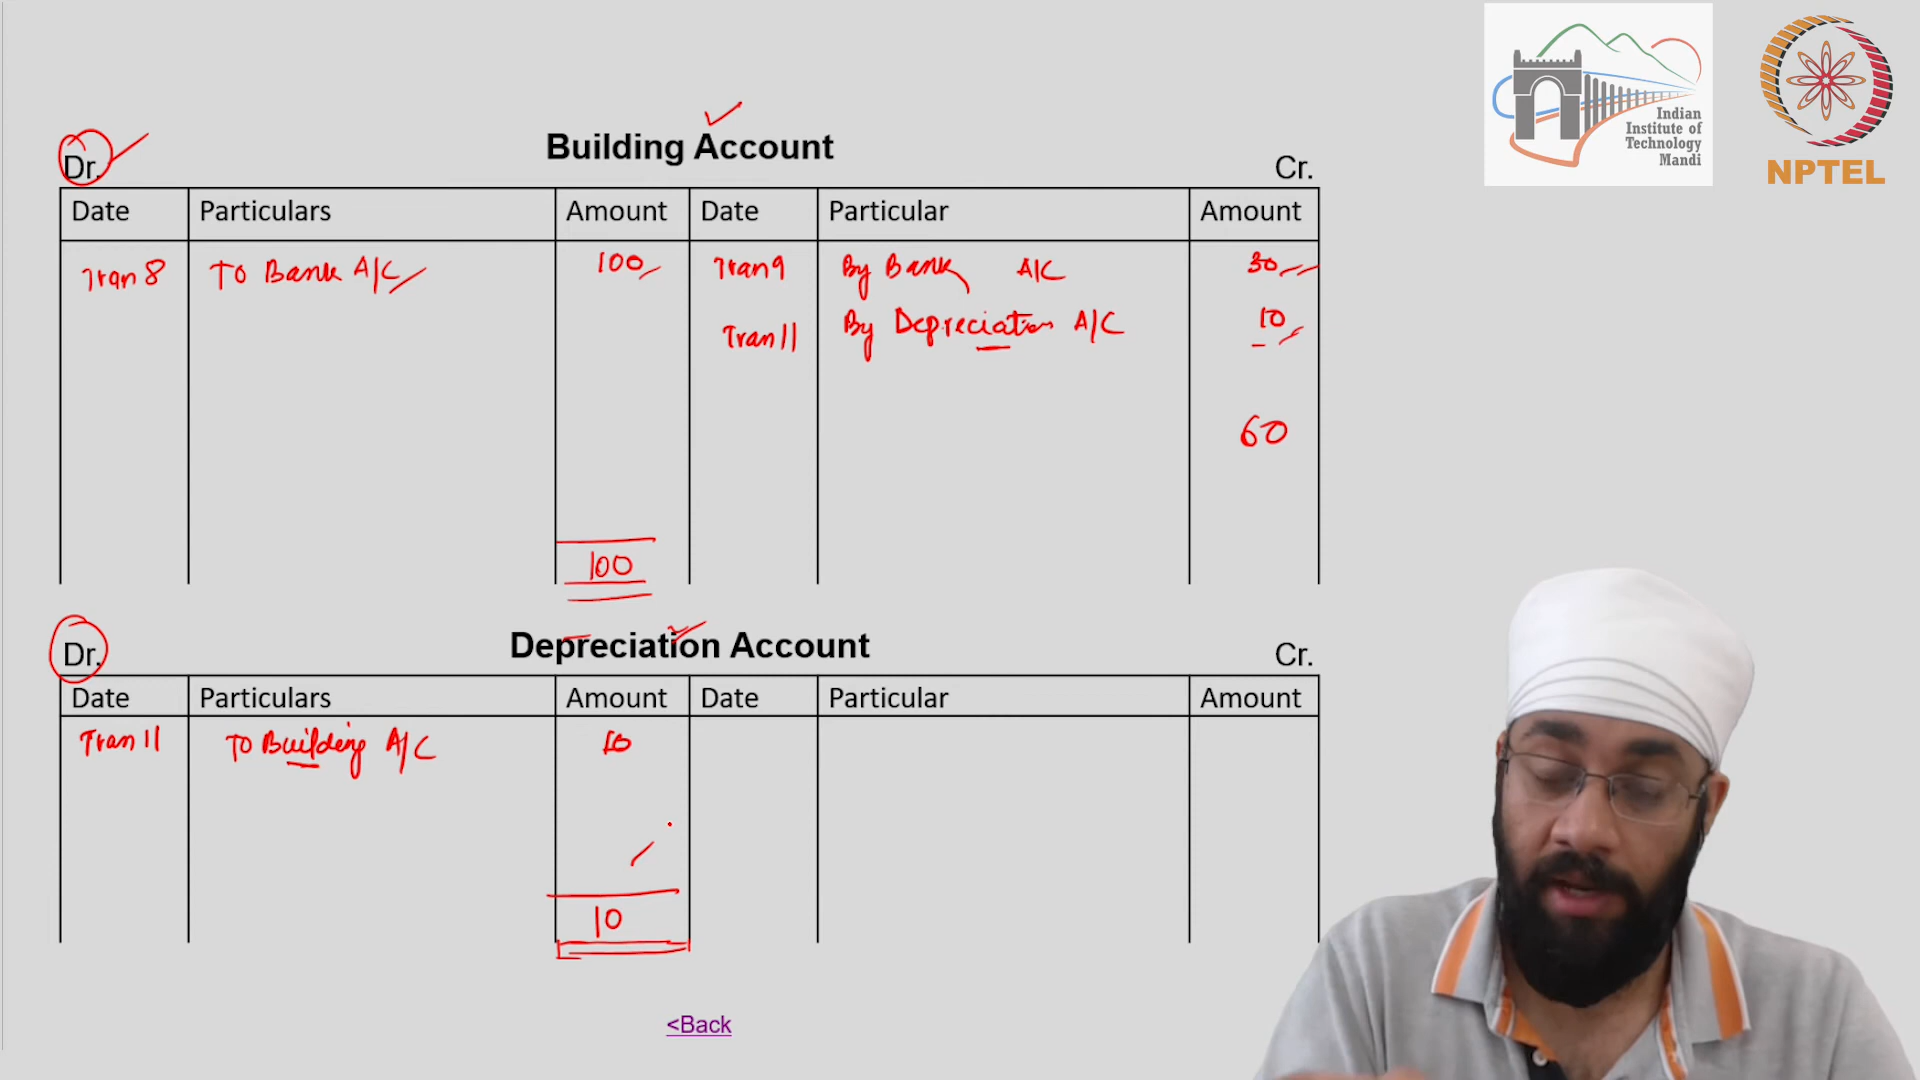 Indian
Institute of
Technology
Mandi
NPTEL
Building Account
Dr. Cr.
Date Particulars Amount Date Particular Amount
Tran 8 To Bank A/C 100 Tran 9 By Bank A/C 30
Tran 11 By Depreciation A/C 10
60
100
Depreciation Account
Dr. Cr.
Date Particulars Amount Date Particular Amount
Tran 11 To Building A/C 10
10
<Back